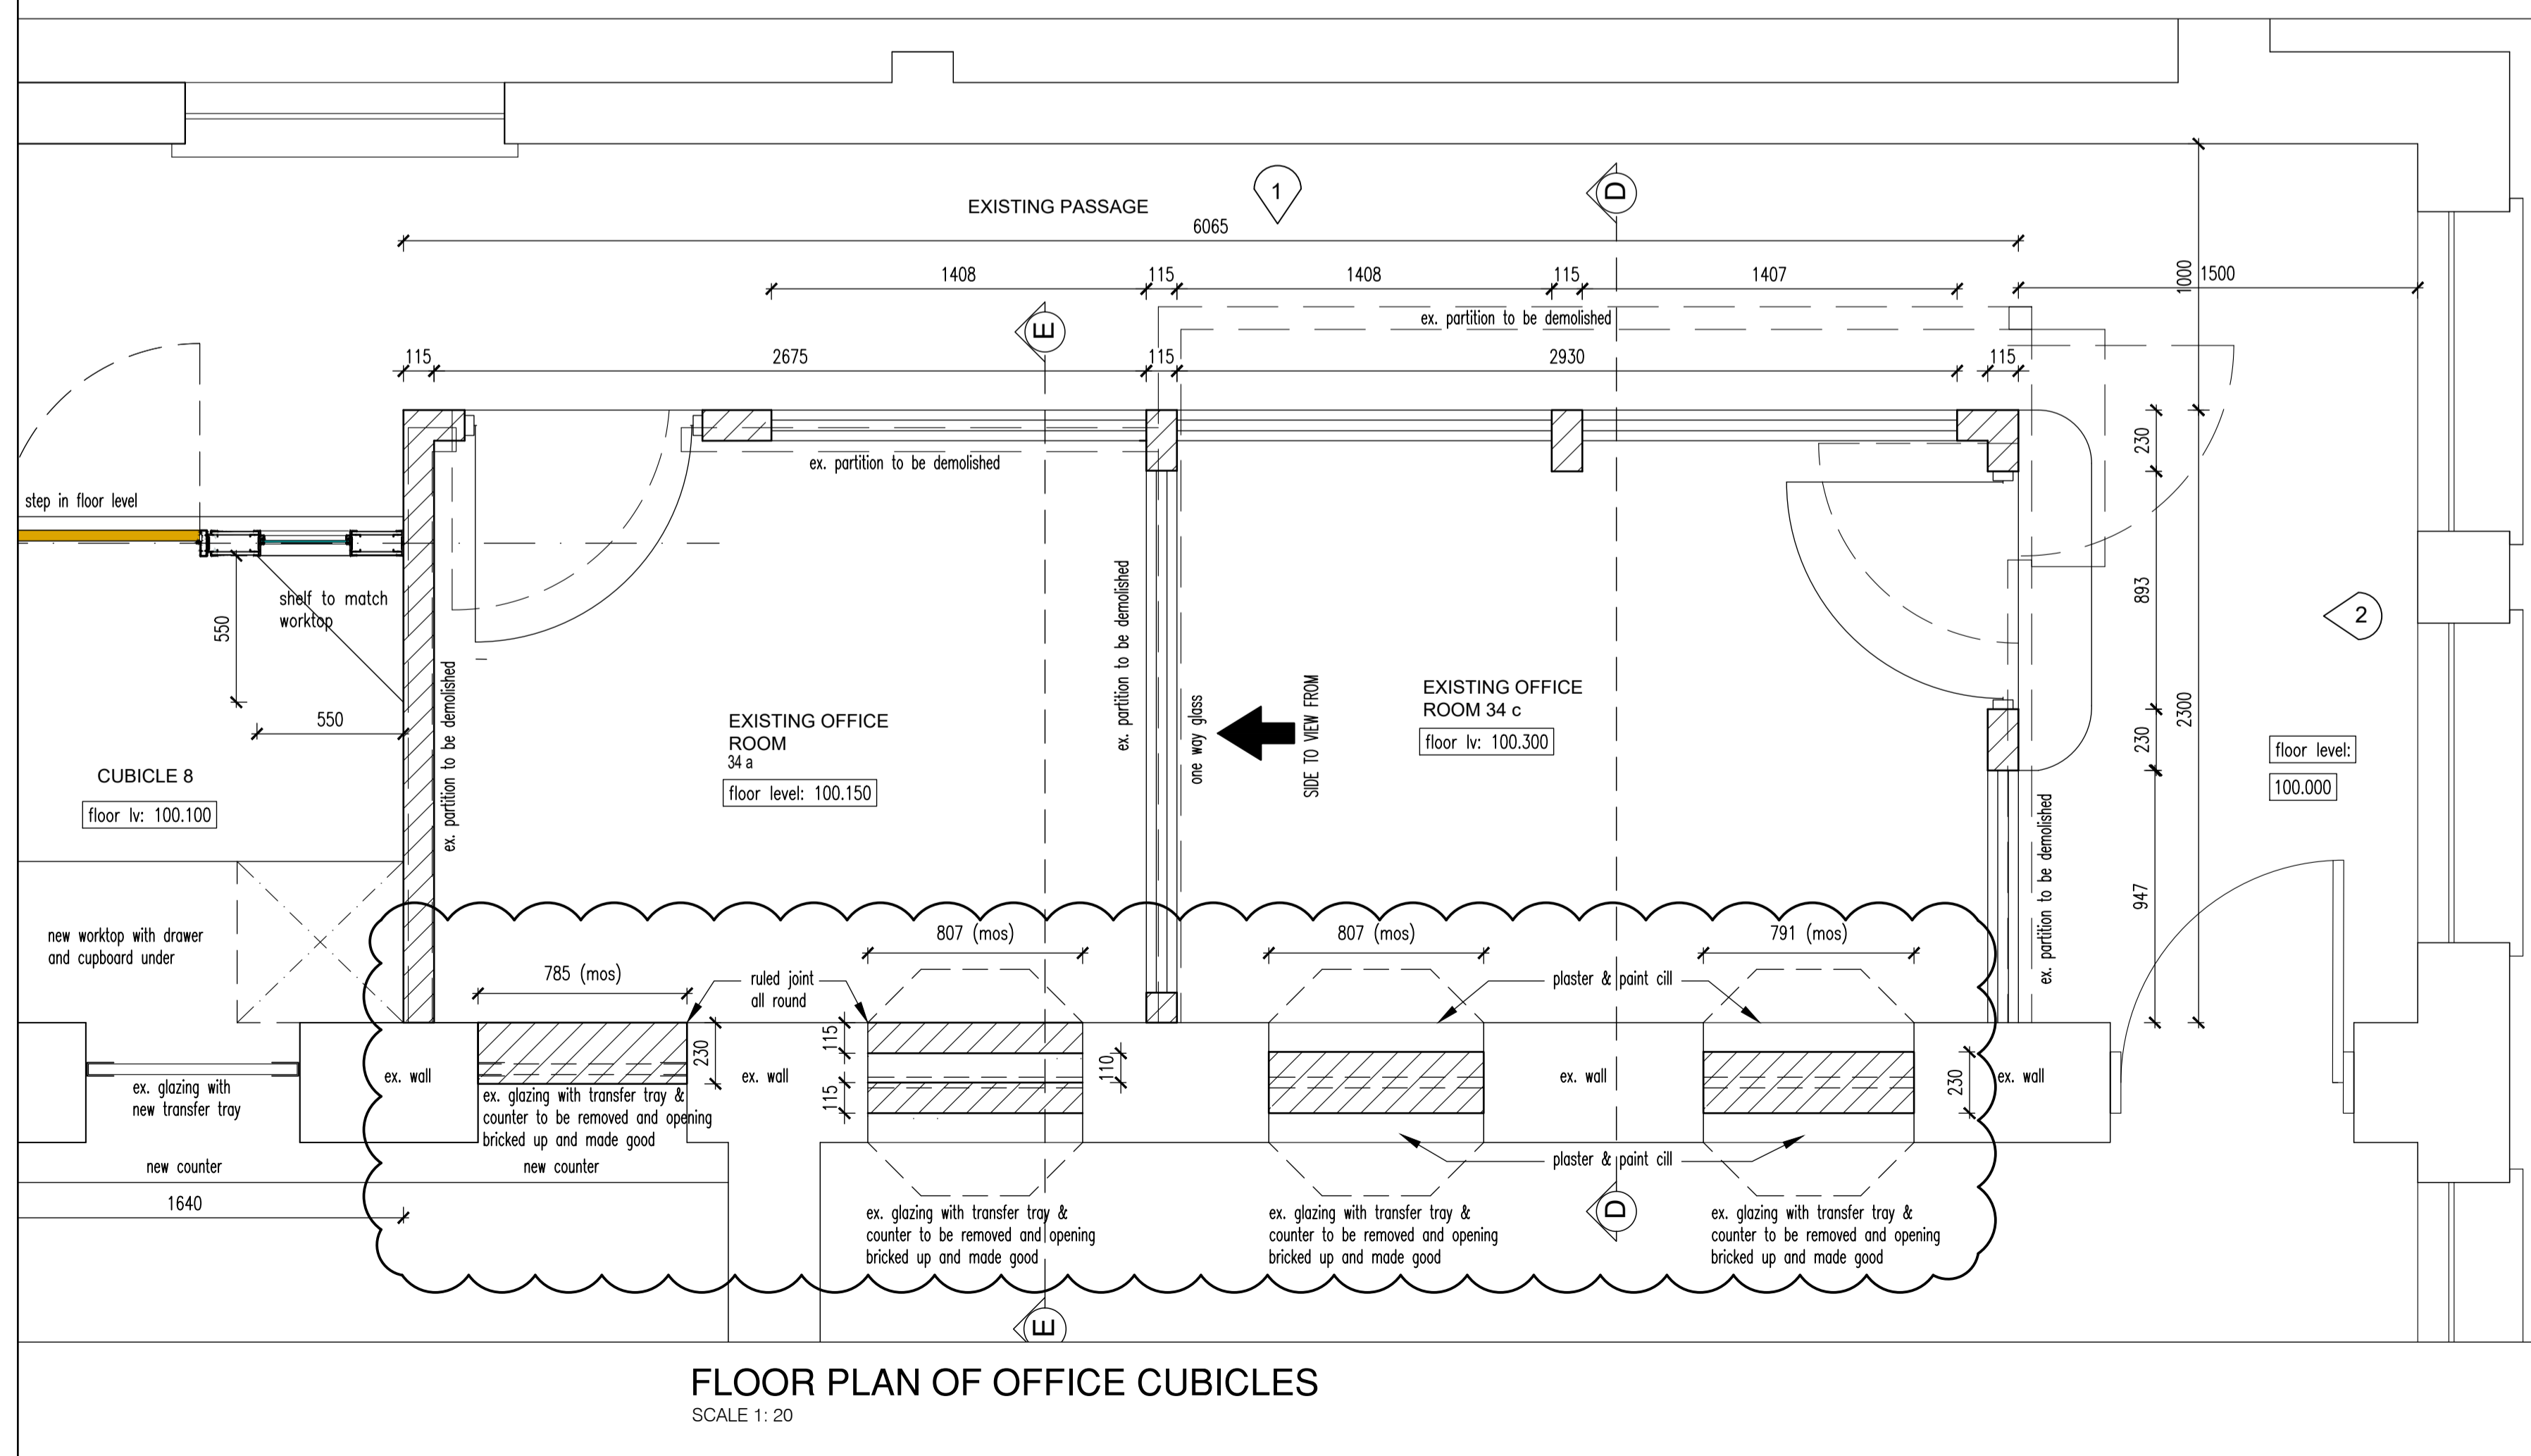 EXISTING PASSAGE
1
D
6065
1408
115
1408
115
1407
1000
1500
E
ex. partition to be demolished
115
2675
115
2930
115
ex. partition to be demolished
230
step in floor level
shelf to match
worktop
550
550
893
2
ex. partition to be demolished
ex. partition to be demolished
one way glass
SIDE TO VIEW FROM
EXISTING OFFICE
ROOM
34 a
floor level: 100.150
EXISTING OFFICE
ROOM 34 c
floor lv: 100.300
230
2300
floor level:
100.000
CUBICLE 8
floor lv: 100.100
ex. partition to be demolished
947
new worktop with drawer
and cupboard under
785 (mos)
ruled joint
all round
807 (mos)
807 (mos)
791 (mos)
plaster & paint cill
230
115
110
115
230
ex. wall
ex. wall
ex. wall
ex. wall
ex. glazing with
new transfer tray
ex. glazing with transfer tray &
counter to be removed and opening
bricked up and made good
new counter
new counter
plaster & paint cill
1640
ex. glazing with transfer tray &
counter to be removed and opening
bricked up and made good
ex. glazing with transfer tray &
counter to be removed and opening
bricked up and made good
D
ex. glazing with transfer tray &
counter to be removed and opening
bricked up and made good
E
FLOOR PLAN OF OFFICE CUBICLES
SCALE 1: 20